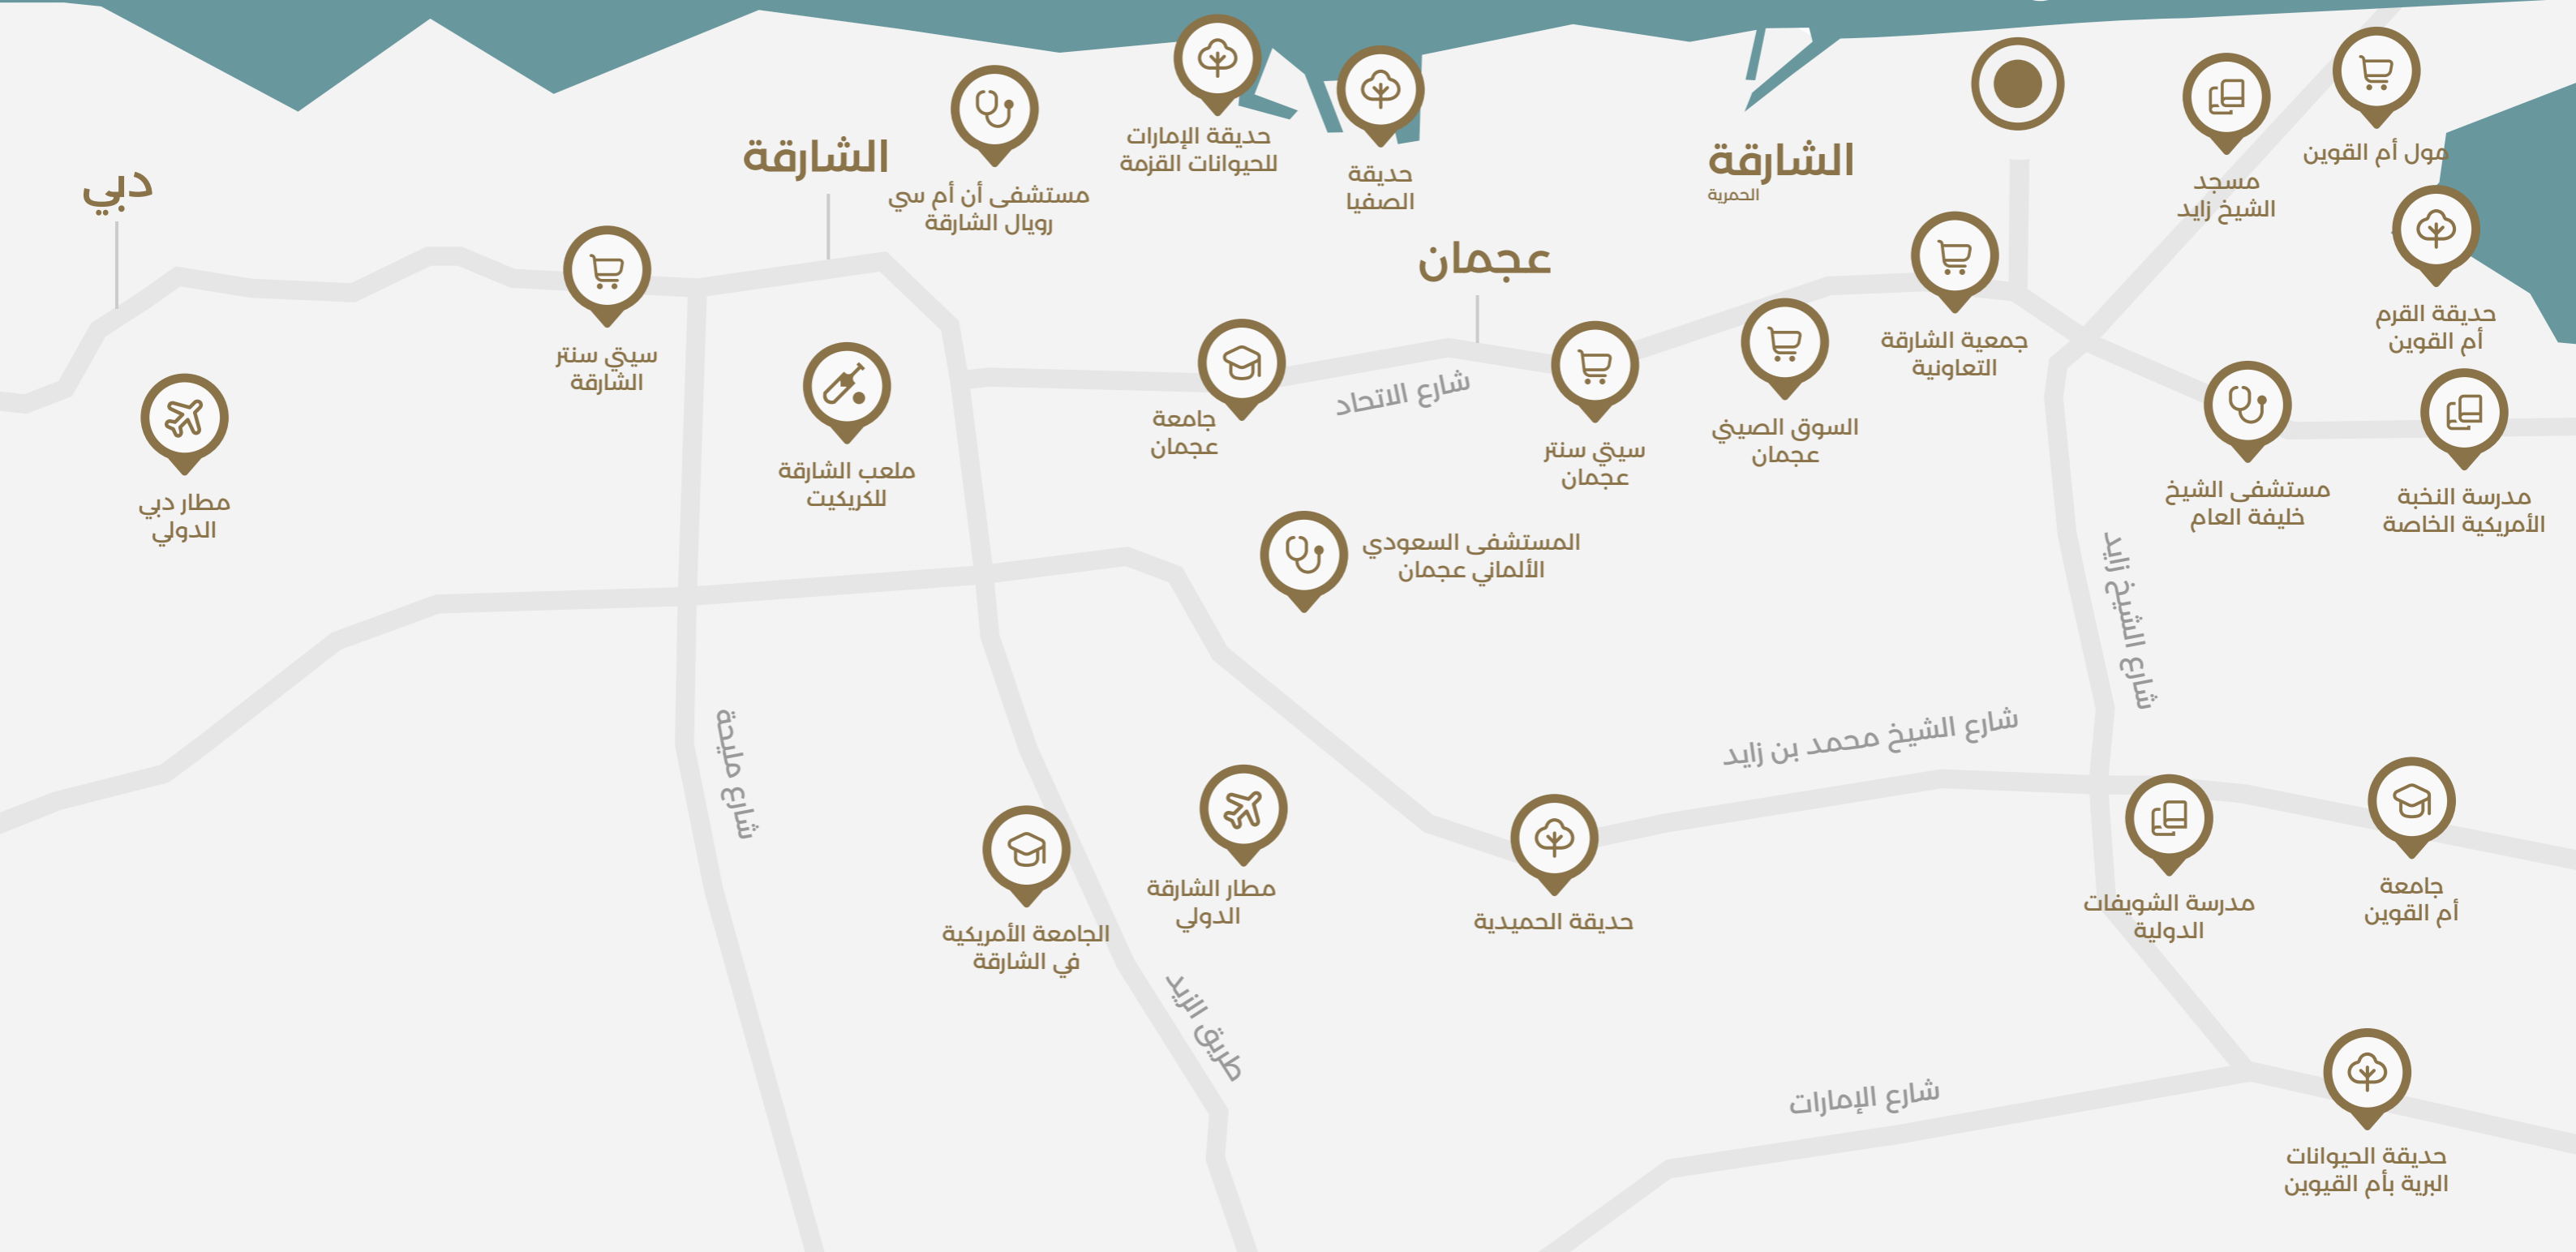 دبي
مطار دبي
الدولي
سيتي سنتر
الشارقة
الشارقة
ملعب الشارقة
للكريكيت
مستشفى أن أم سي
رويال الشارقة
حديقة الإمارات
للحيوانات القزمة
حديقة
الصفيا
الشارقة
الحمرية
عجمان
جامعة
عجمان
شارع الاتحاد
سيتي سنتر
عجمان
السوق الصيني
عجمان
جمعية الشارقة
التعاونية
مسجد
الشيخ زايد
مول أم القوين
حديقة القرم
أم القوين
مستشفى الشيخ
خليفة العام
مدرسة النخبة
الأمريكية الخاصة
المستشفى السعودي
الألماني عجمان
شارع الشيخ زايد
شارع الشيخ محمد بن زايد
شارع مليحة
الجامعة الأمريكية
في الشارقة
مطار الشارقة
الدولي
حديقة الحميدية
مدرسة الشويفات
الدولية
جامعة
أم القوين
طريق الزيد
شارع الإمارات
حديقة الحيوانات
البرية بأم القيوين